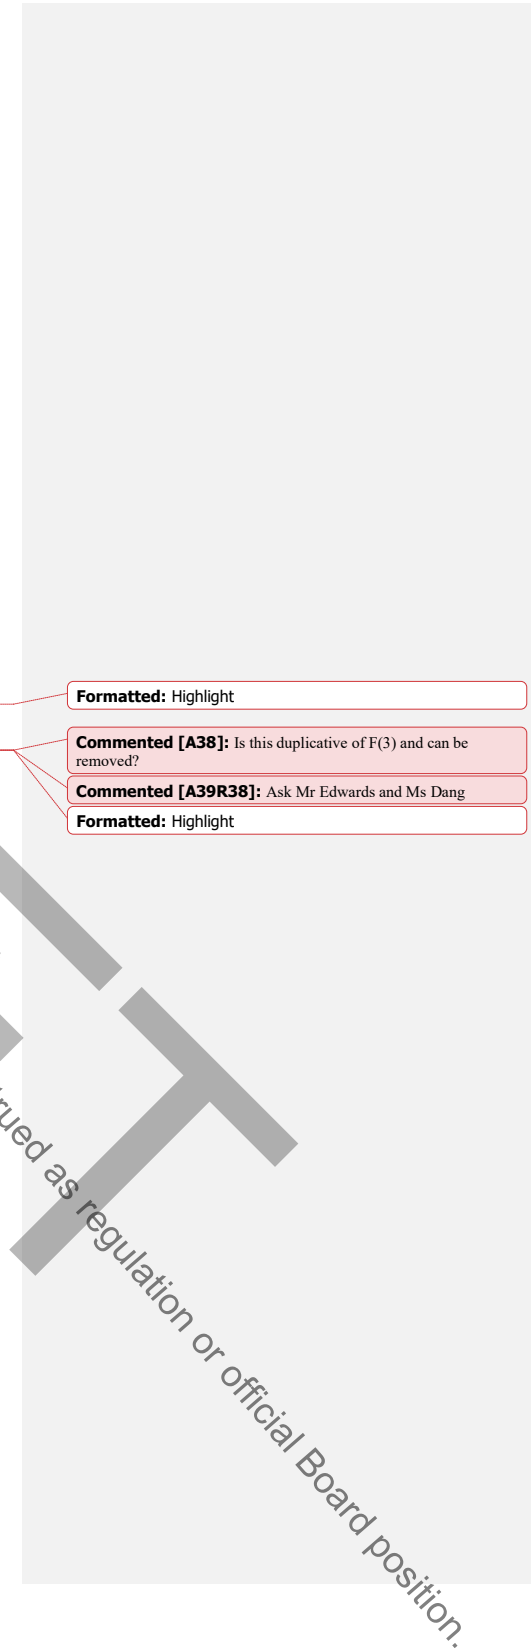 Formatted: Highlight
Commented [A38]: Is this duplicative of F(3) and can be
removed?
Commented [A39R38]: Ask Mr Edwards and Ms Dang
Formatted: Highlight
T
as regulation or official Board position.